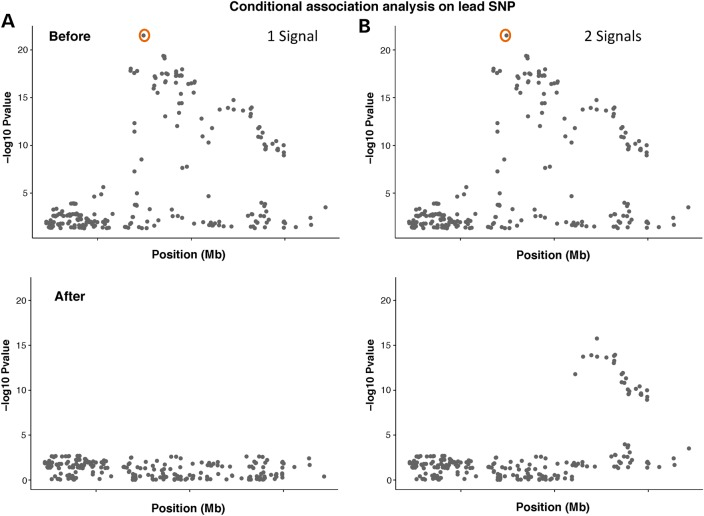 Conditional association analysis on lead SNP
A
Before
1 Signal
−log10 Pvalue
20
15
10
5
Position (Mb)
B
2 Signals
−log10 Pvalue
20
15
10
5
Position (Mb)
After
−log10 Pvalue
20
15
10
5
0
Position (Mb)
−log10 Pvalue
20
15
10
5
0
Position (Mb)